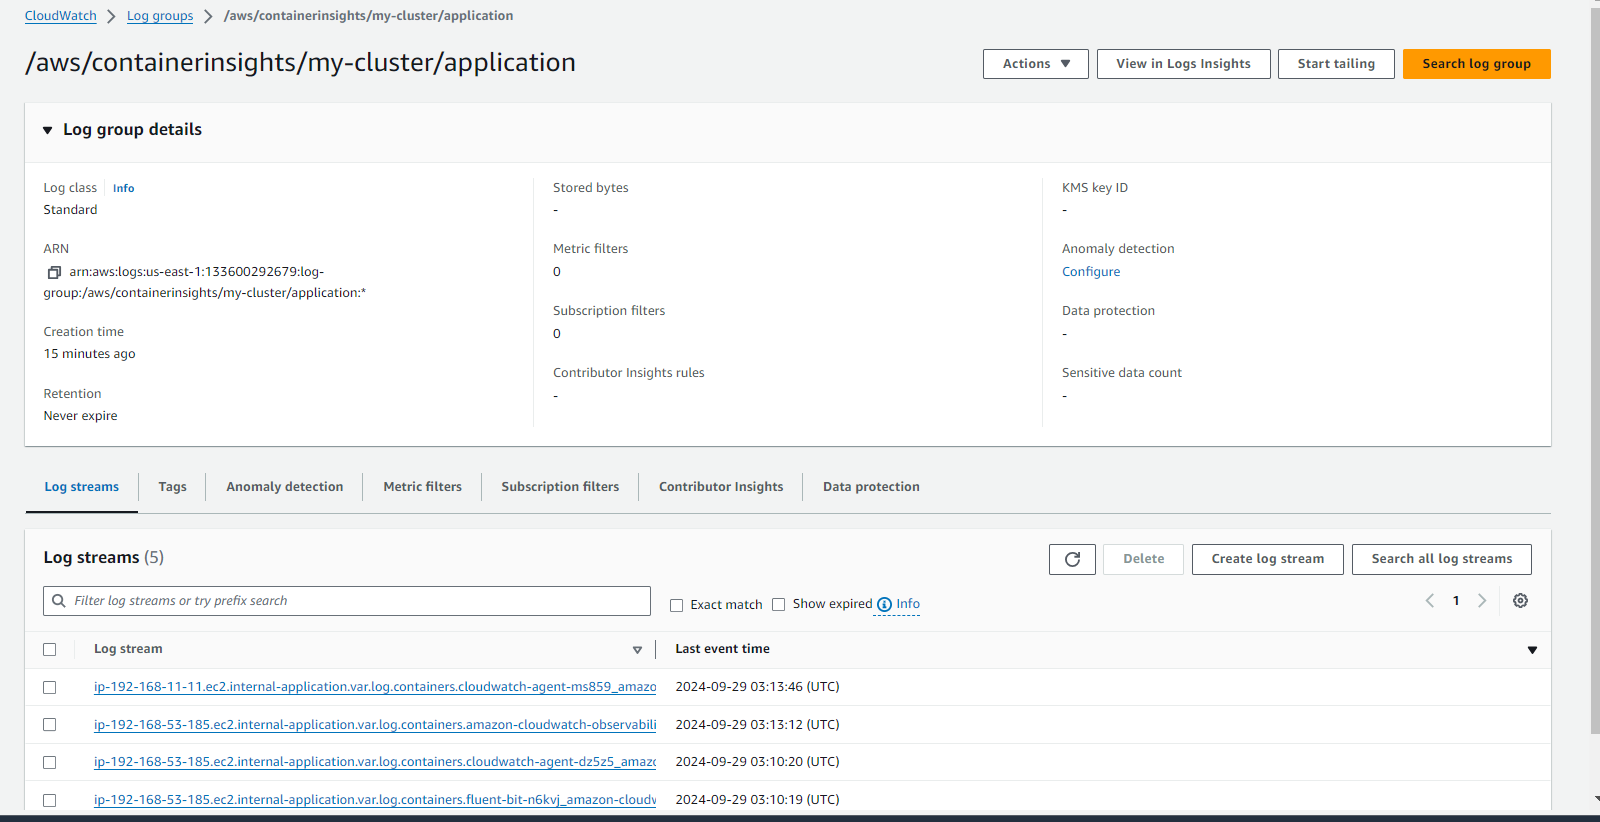 CloudWatch > Log groups > /aws/containerinsights/my-cluster/application
/aws/containerinsights/my-cluster/application
Actions View in Logs Insights Start tailing Search log group
Log group details
Log class Info
Standard
ARN
arn:aws:logs:us-east-1:133600292679:log-
group:/aws/containerinsights/my-cluster/application:*
Creation time
15 minutes ago
Retention
Never expire
Stored bytes
-
Metric filters
0
Subscription filters
0
Contributor Insights rules
-
KMS key ID
-
Anomaly detection
Configure
Data protection
-
Sensitive data count
-
Log streams Tags Anomaly detection Metric filters Subscription filters Contributor Insights Data protection
Log streams (5)
Delete Create log stream Search all log streams
Filter log streams or try prefix search Exact match Show expired Info 1
Log stream Last event time
ip-192-168-11-11.ec2.internal-application.var.log.containers.cloudwatch-agent-ms859_amazo 2024-09-29 03:13:46 (UTC)
ip-192-168-53-185.ec2.internal-application.var.log.containers.amazon-cloudwatch-observabili 2024-09-29 03:13:12 (UTC)
ip-192-168-53-185.ec2.internal-application.var.log.containers.cloudwatch-agent-dz5z5_amazo 2024-09-29 03:10:20 (UTC)
ip-192-168-53-185.ec2.internal-application.var.log.containers.fluent-bit-n6kvj_amazon-cloudw 2024-09-29 03:10:19 (UTC)